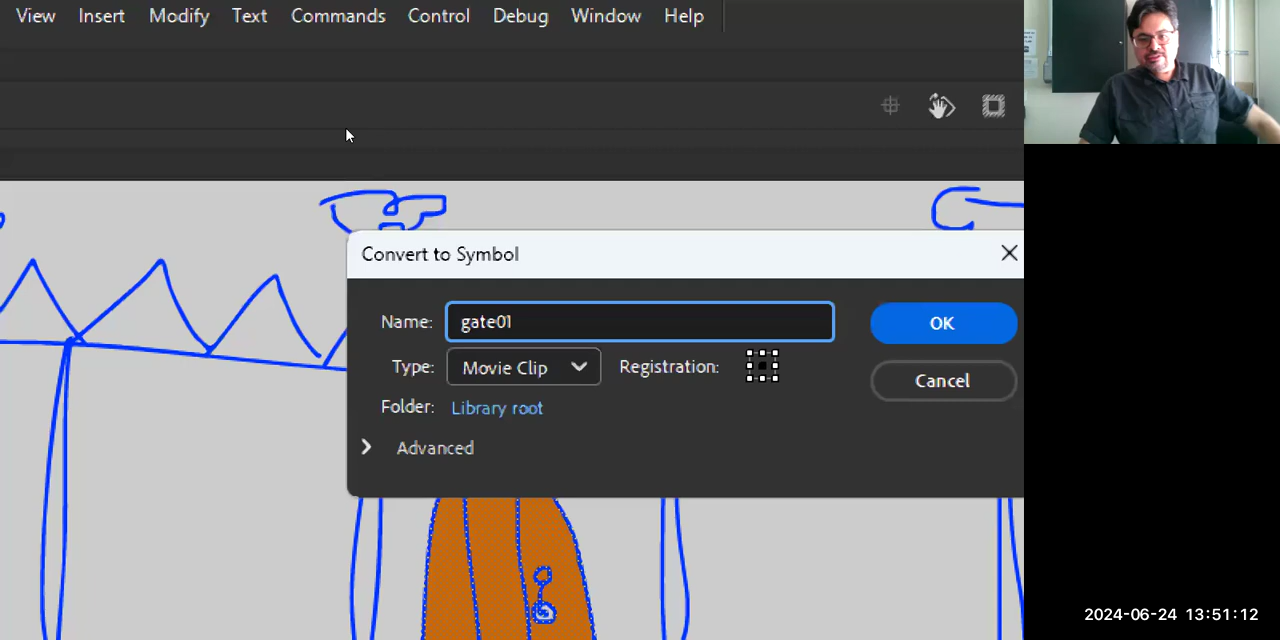 View Insert Modify Text Commands Control Debug Window Help
Convert to Symbol
Name: gate01
OK
Type: Movie Clip Registration:
Cancel
Folder: Library root
Advanced
2024-06-24 13:51:12